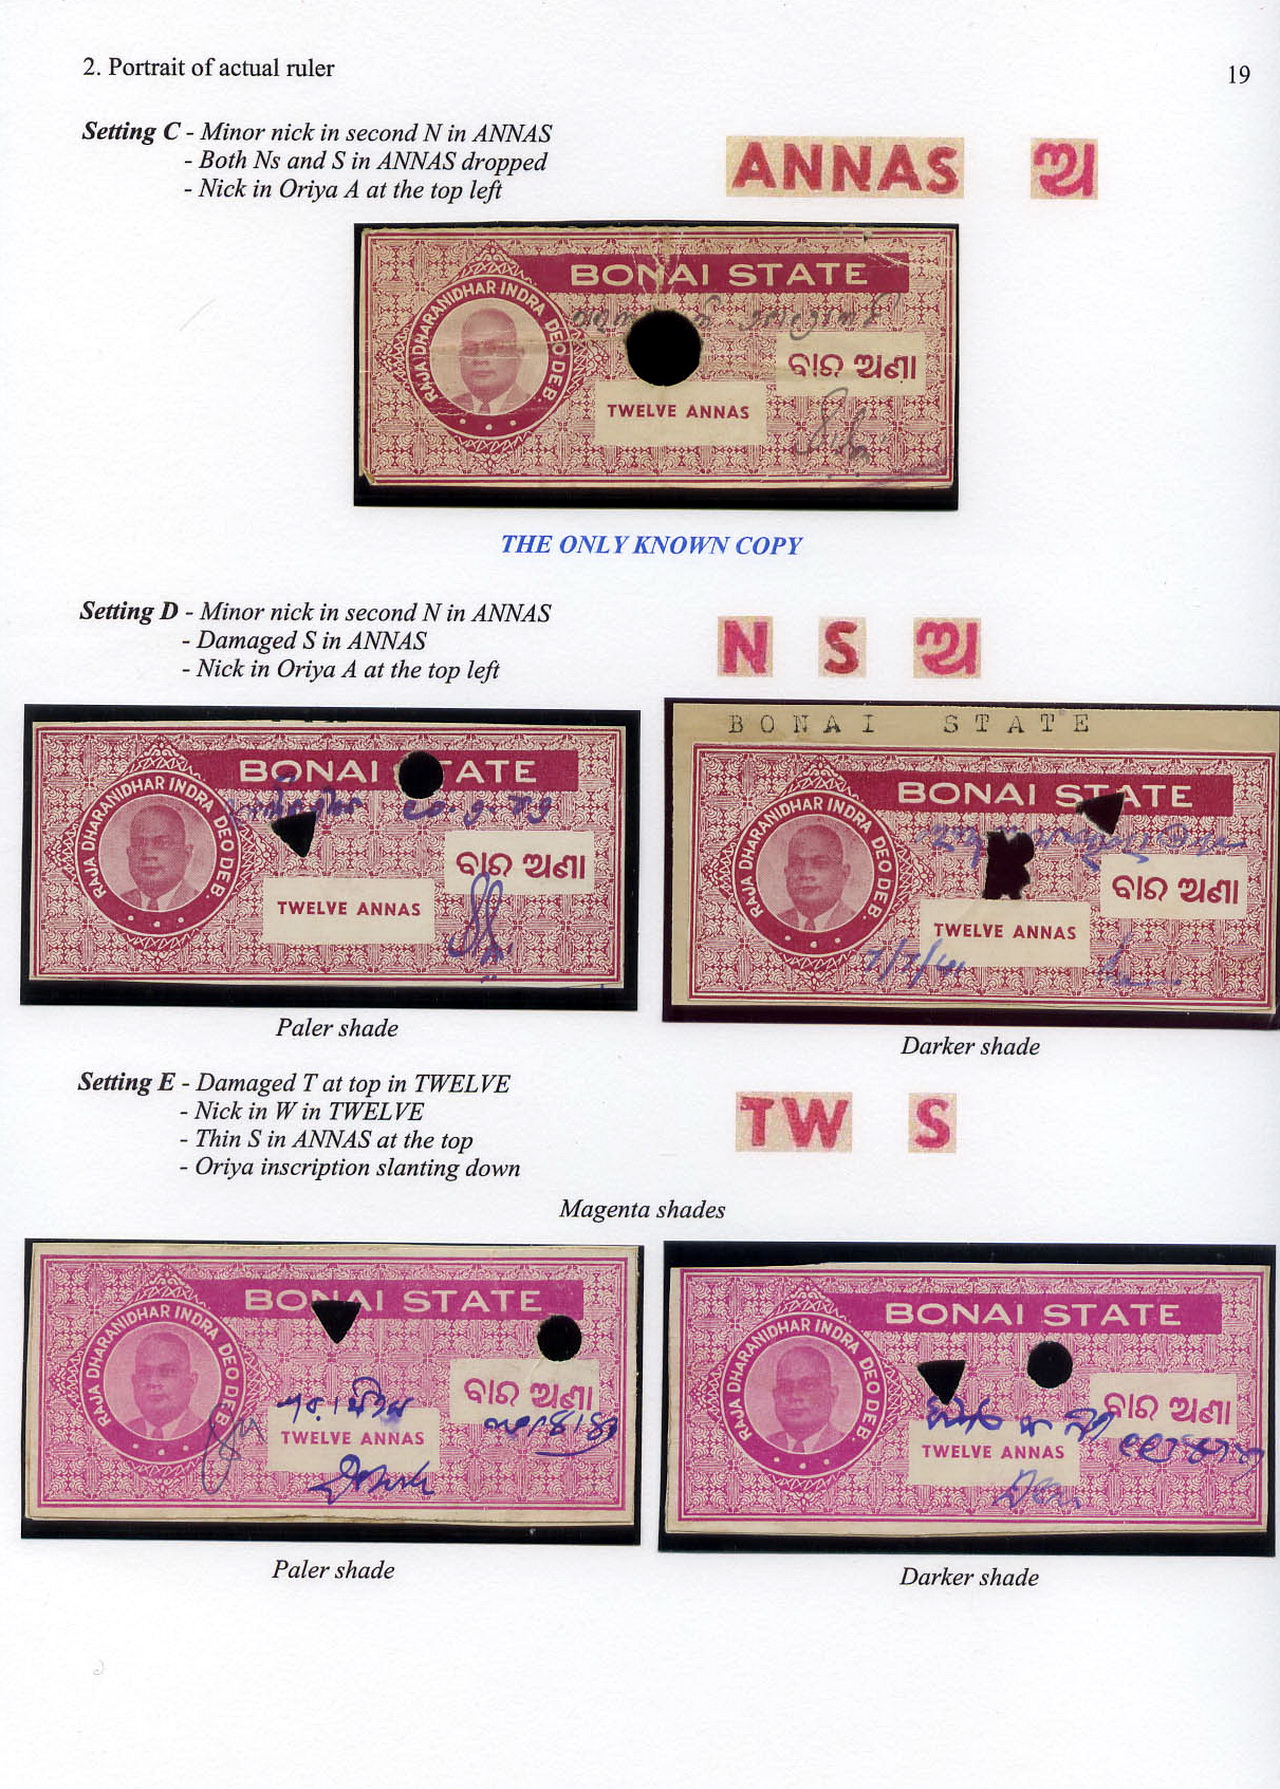 2. Portrait of actual ruler
19
Setting C - Minor nick in second N in ANNAS
- Both Ns and S in ANNAS dropped
- Nick in Oriya A at the top left
ANNAS ଅ
BONAI STATE
RAJA DHARANIDHAR INDRA DEO DEB.
ବାର ଅଣା
TWELVE ANNAS
THE ONLY KNOWN COPY
Setting D - Minor nick in second N in ANNAS
- Damaged S in ANNAS
- Nick in Oriya A at the top left
N S ଅ
BONAI TATE
RAJA DHARANIDHAR INDRA DEO DEB.
ବାର ଅଣା
TWELVE ANNAS
BONAI STATE
BONAI STATE
RAJA DHARANIDHAR INDRA DEO DEB.
ବାର ଅଣା
TWELVE ANNAS
7/7/41
Paler shade
Darker shade
Setting E - Damaged T at top in TWELVE
- Nick in W in TWELVE
- Thin S in ANNAS at the top
- Oriya inscription slanting down
TW S
Magenta shades
BONAI STATE
RAJA DHARANIDHAR INDRA DEO DEB.
ବାର ଅଣା
TWELVE ANNAS
BONAI STATE
RAJA DHARANIDHAR INDRA DEO DEB.
ବାର ଅଣା
TWELVE ANNAS
Paler shade
Darker shade